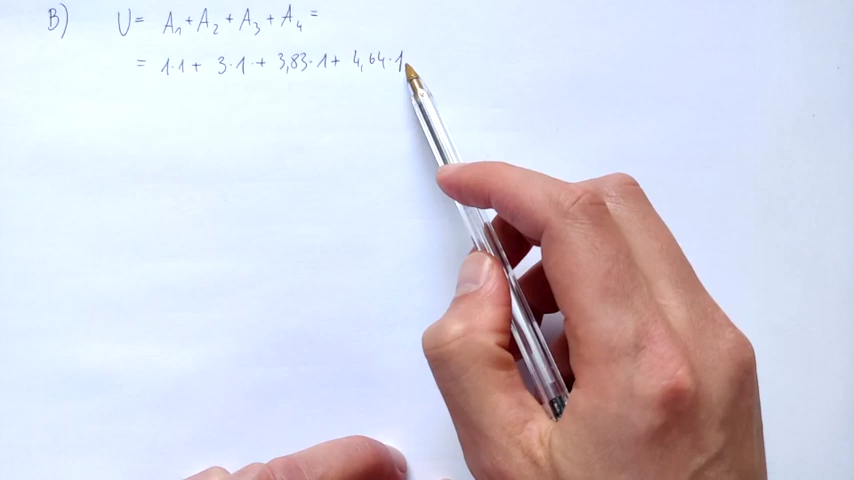 B) U= A₁+A₂+A₃+A₄=
= 1·1+ 3·1·+ 3,83·1+ 4,64·1